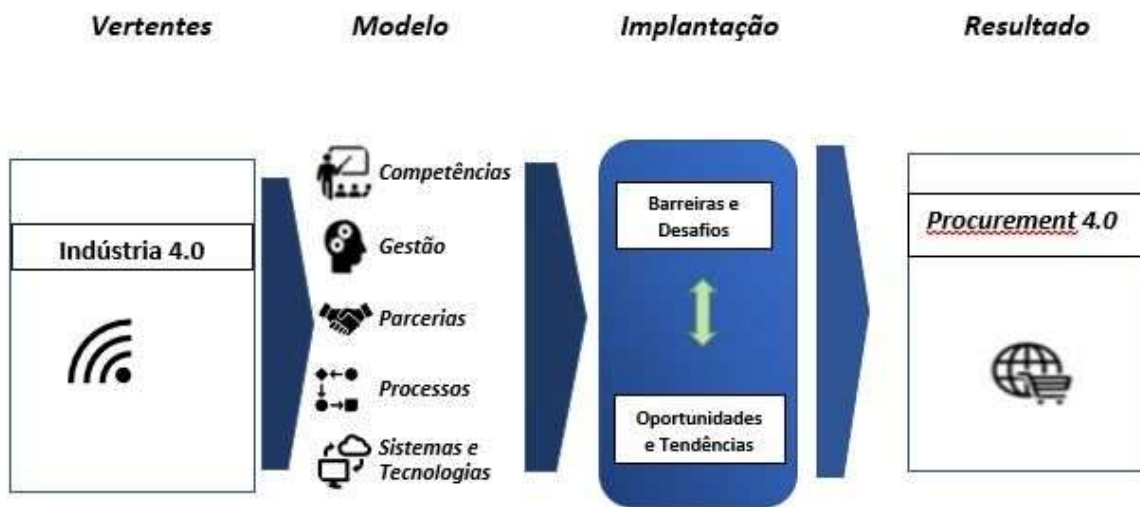 Vertentes
Modelo
Implantação
Resultado
Indústria 4.0
Competências
Gestão
Parcerias
Processos
Sistemas e
Tecnologias
Barreiras e
Desafios
Oportunidades
e Tendências
Procurement 4.0